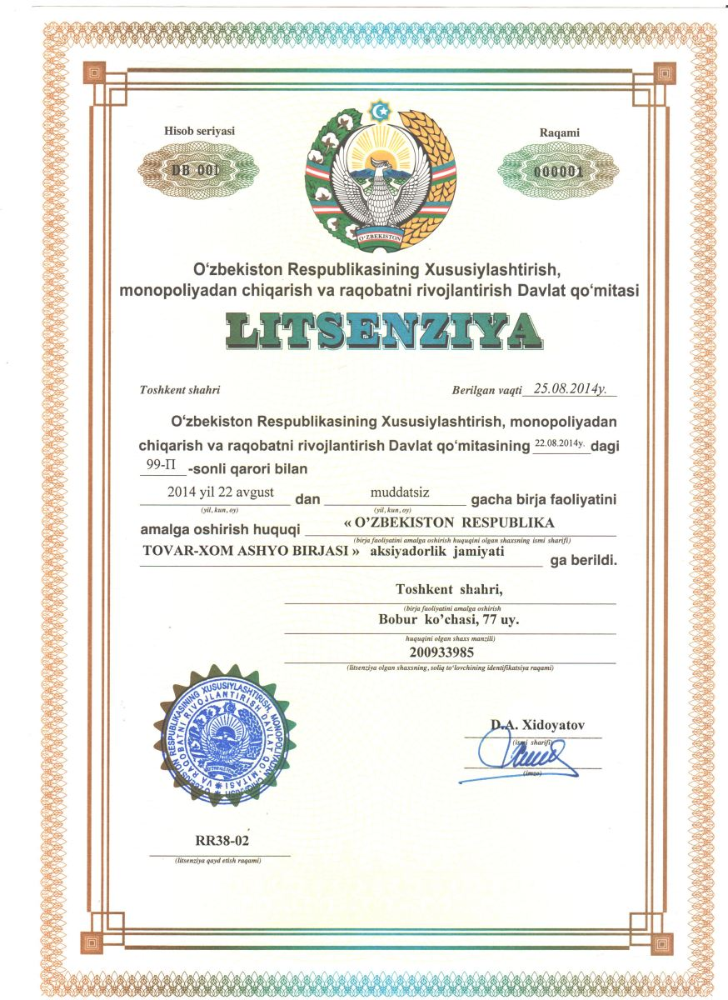 Hisob seriyasi
Raqami
DB 001
000001
O'ZBEKISTON
O‘zbekiston Respublikasining Xususiylashtirish,
monopoliyadan chiqarish va raqobatni rivojlantirish Davlat qo‘mitasi
LITSENZIYA
Toshkent shahri
Berilgan vaqti 25.08.2014y.
O‘zbekiston Respublikasining Xususiylashtirish, monopoliyadan
chiqarish va raqobatni rivojlantirish Davlat qo‘mitasining 22.08.2014y. dagi
99-П -sonli qarori bilan
2014 yil 22 avgust dan muddatsiz gacha birja faoliyatini
(yil, kun, oy) (yil, kun, oy)
amalga oshirish huquqi « O’ZBEKISTON RESPUBLIKA
(birja faoliyatini amalga oshirish huquqini olgan shaxsning ismi sharifi)
TOVAR-XOM ASHYO BIRJASI » aksiyadorlik jamiyati ga berildi.
Toshkent shahri,
(birja faoliyatini amalga oshirish
Bobur ko’chasi, 77 uy.
huquqini olgan shaxs manzili)
200933985
(litsenziya olgan shaxsning, soliq to‘lovchining identifikatsiya raqami)
O'ZBEKISTON RESPUBLIKASINING XUSUSIYLASHTIRISH, MONOPOLIYADAN CHIQARISH
VA RAQOBATNI RIVOJLANTIRISH DAVLAT QO'MITASI
D.A. Xidoyatov
(ismi sharifi)
(imzo)
RR38-02
(litsenziya qayd etish raqami)